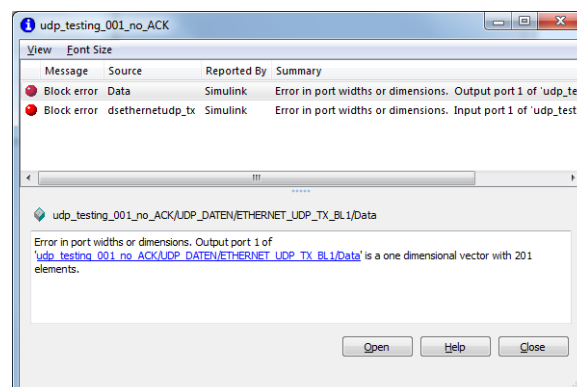 udp_testing_001_no_ACK
View Font Size
Message Source Reported By Summary
Block error Data Simulink Error in port widths or dimensions. Output port 1 of 'udp_te
Block error dsethernetudp_tx Simulink Error in port widths or dimensions. Input port 1 of 'udp_test
udp_testing_001_no_ACK/UDP_DATEN/ETHERNET_UDP_TX_BL1/Data
Error in port widths or dimensions. Output port 1 of
'udp_testing_001_no_ACK/UDP_DATEN/ETHERNET_UDP_TX_BL1/Data' is a one dimensional vector with 201
elements.
Open Help Close